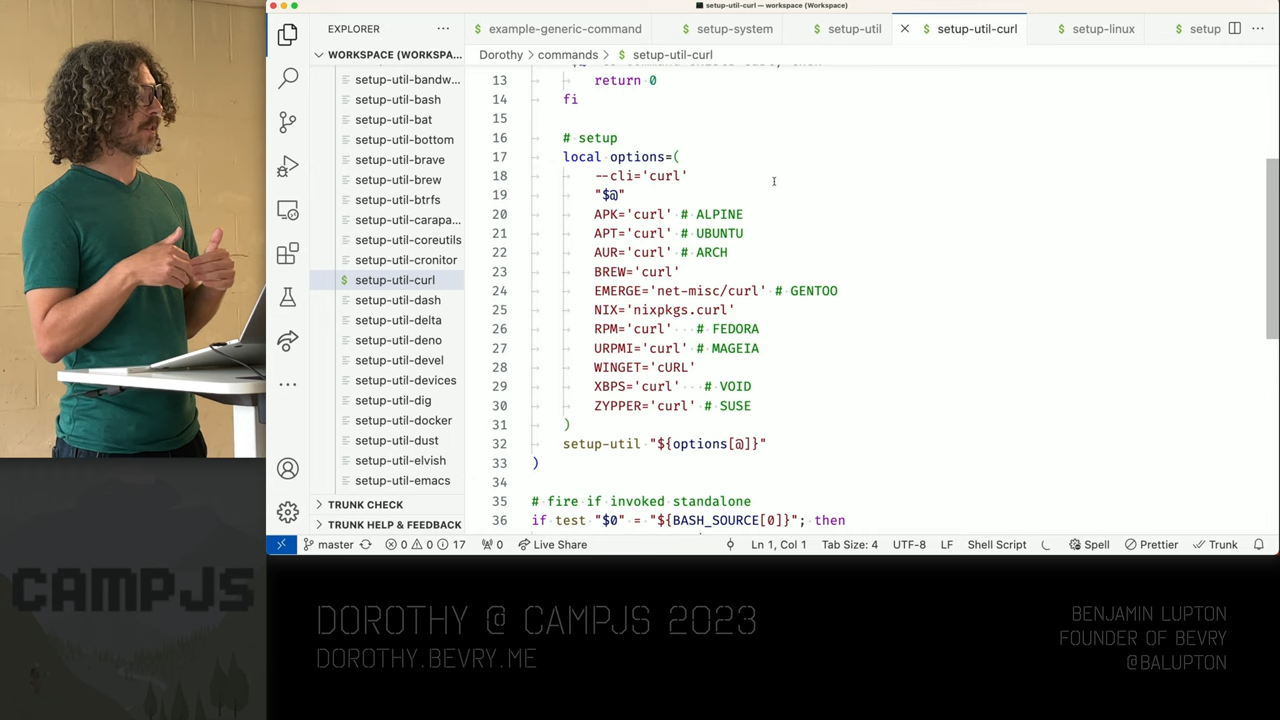 setup-util-curl — workspace (Workspace)
EXPLORER
example-generic-command
setup-system
setup-util
setup-util-curl
setup-linux
setup
WORKSPACE (WORKSPA...
Dorothy
commands
setup-util-curl
setup-util-bandw...
setup-util-bash
setup-util-bat
setup-util-bottom
setup-util-brave
setup-util-brew
setup-util-btrfs
setup-util-carapa...
setup-util-coreutils
setup-util-cronitor
setup-util-curl
setup-util-dash
setup-util-delta
setup-util-deno
setup-util-devel
setup-util-devices
setup-util-dig
setup-util-docker
setup-util-dust
setup-util-elvish
setup-util-emacs
TRUNK CHECK
TRUNK HELP & FEEDBACK
13 return 0
14 fi
15
16 # setup
17 local options=(
18 --cli='curl'
19 "$@"
20 APK='curl' # ALPINE
21 APT='curl' # UBUNTU
22 AUR='curl' # ARCH
23 BREW='curl'
24 EMERGE='net-misc/curl' # GENTOO
25 NIX='nixpkgs.curl'
26 RPM='curl' # FEDORA
27 URPMI='curl' # MAGEIA
28 WINGET='cURL'
29 XBPS='curl' # VOID
30 ZYPPER='curl' # SUSE
31 )
32 setup-util "${options[@]}"
33 )
34
35 # fire if invoked standalone
36 if test "$0" = "${BASH_SOURCE[0]}"; then
master 0 0 17 0 Live Share Ln 1, Col 1 Tab Size: 4 UTF-8 LF Shell Script Spell Prettier Trunk
CAMPJS
DOROTHY @ CAMPJS 2023
DOROTHY.BEVRY.ME
BENJAMIN LUPTON
FOUNDER OF BEVRY
@BALUPTON